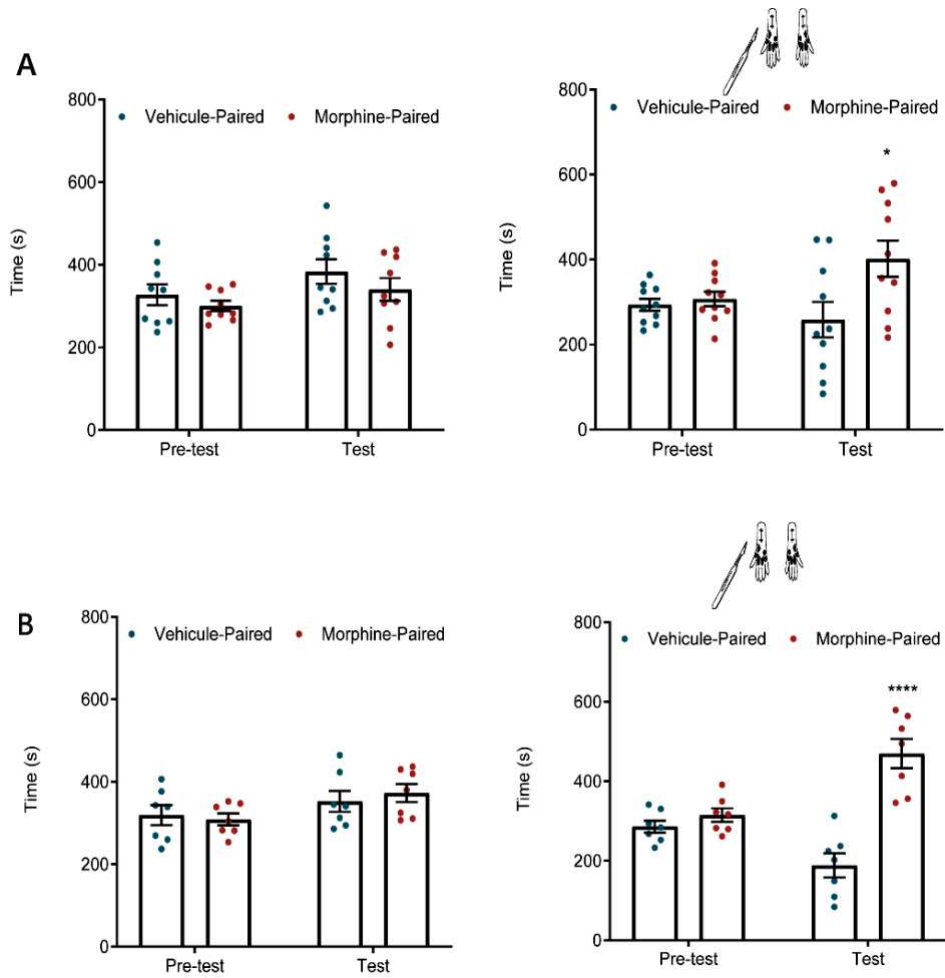 A
800
600
400
200
0
Time (s)
Vehicule-Paired Morphine-Paired
Pre-test Test
800
600
400
200
0
Time (s)
Vehicule-Paired Morphine-Paired
*
Pre-test Test
B
800
600
400
200
0
Time (s)
Vehicule-Paired Morphine-Paired
Pre-test Test
800
600
400
200
0
Time (s)
Vehicule-Paired Morphine-Paired
****
Pre-test Test